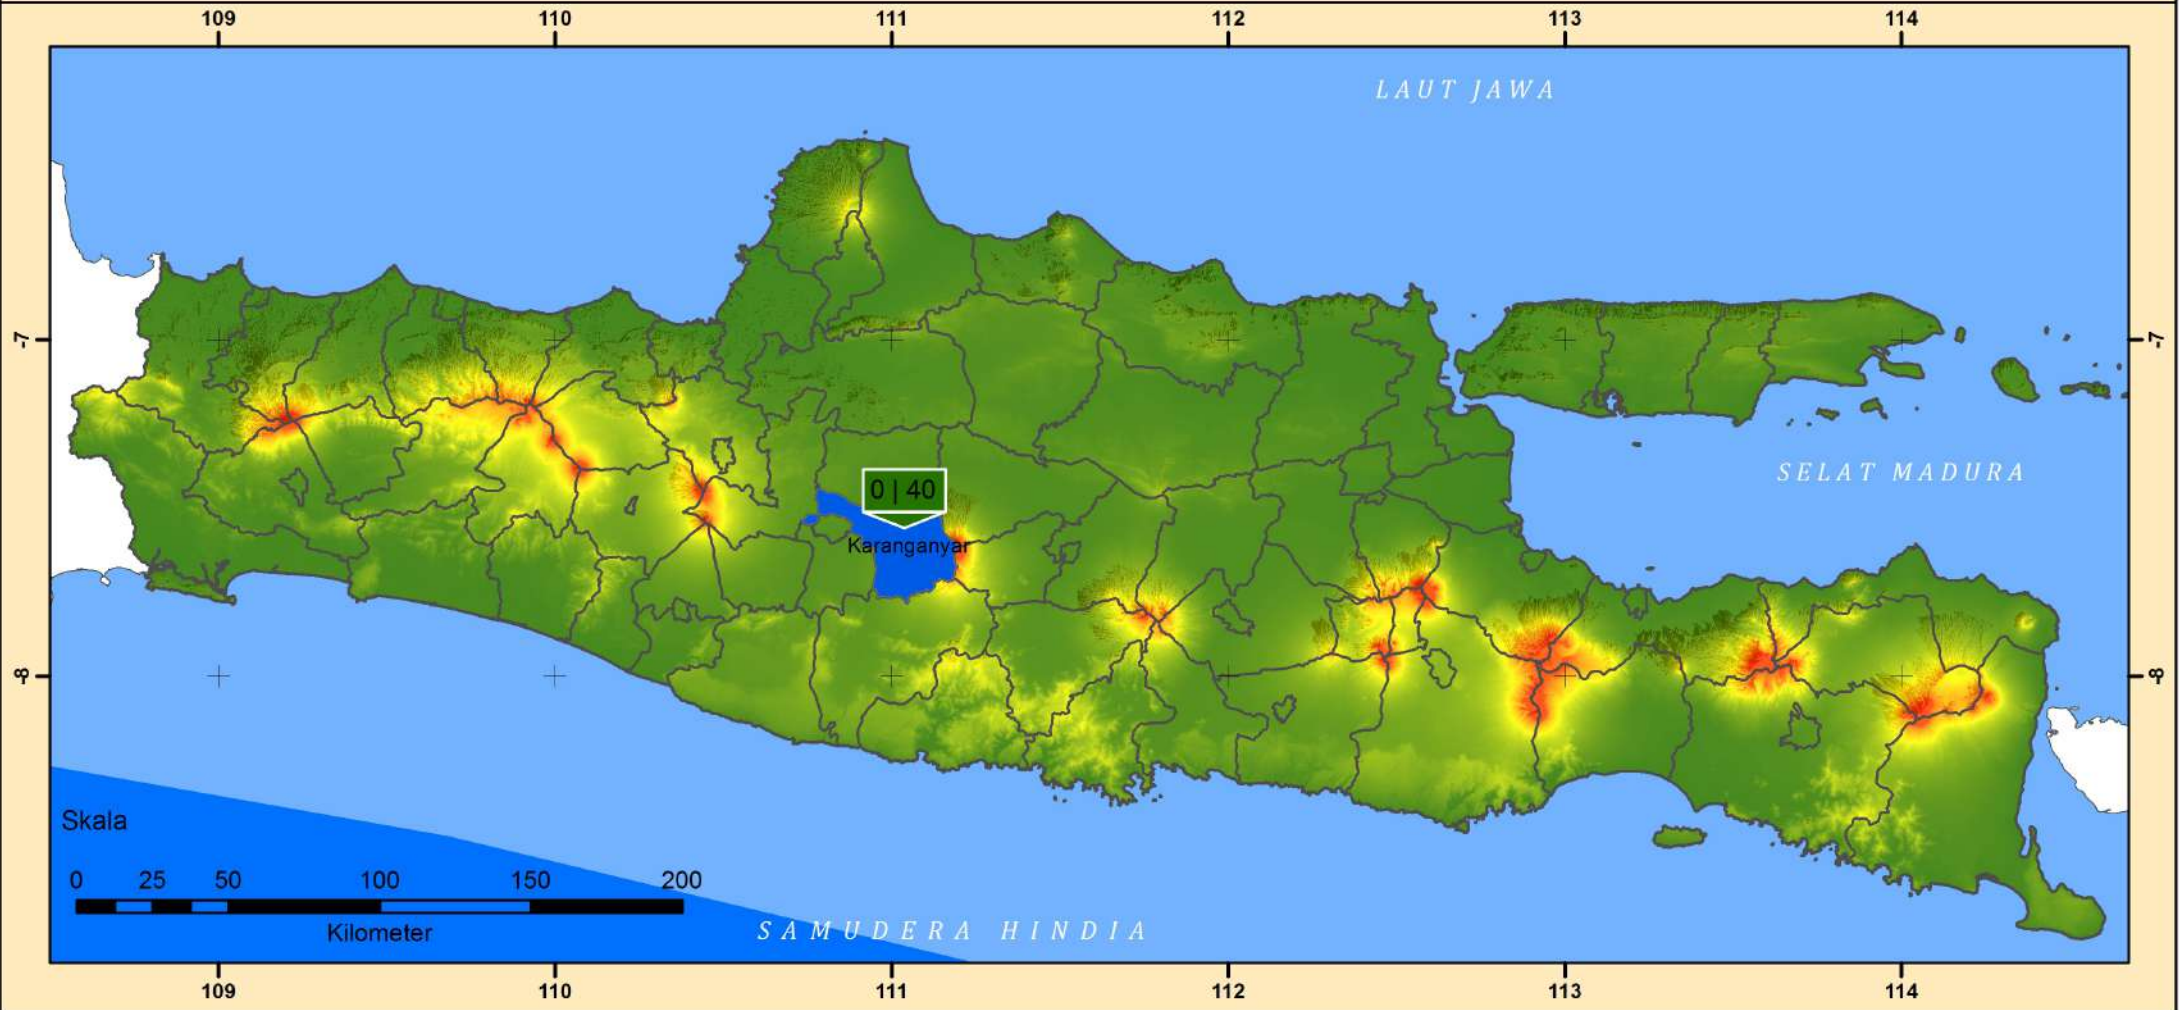 109 110 111 112 113 114
LAUT JAWA
-7 -7
SELAT MADURA
0 | 40
Karanganyar
-8 -8
Skala
0 25 50 100 150 200
Kilometer
SAMUDERA HINDIA
109 110 111 112 113 114